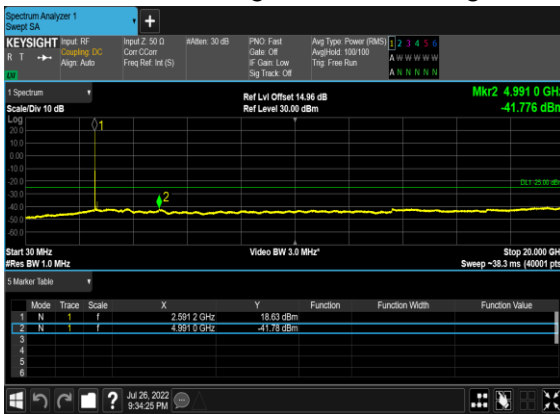 Spectrum Analyzer 1
Swept SA
+
KEYSIGHT Input: RF Input Z: 50 Ω #Atten: 30 dB PNO: Fast Avg Type: Power (RMS) 1 2 3 4 5 6
R T Coupling: DC Corr CCorr Gate: Off Avg|Hold: 100/100 A W W W W W
Align: Auto Freq Ref: Int (S) IF Gain: Low Trig: Free Run
Sig Track: Off A N N N N N
1 Spectrum Ref Lvl Offset 14.96 dB Mkr2 4.991 0 GHz
Scale/Div 10 dB Ref Level 30.00 dBm -41.776 dBm
Log
20.0
10.0
0.00
-10.0
-20.0
-30.0
-40.0
-50.0
-60.0
1
2
Start 30 MHz Video BW 3.0 MHz* Stop 20.000 GH
#Res BW 1.0 MHz Sweep ~38.3 ms (40001 pts
5 Marker Table
Mode Trace Scale X Y Function Function Width Function Value
1 N 1 f 2.591 2 GHz 18.63 dBm
2 N 1 f 4.991 0 GHz -41.78 dBm
3
4
5
6
? Jul 26, 2022
9:34:25 PM